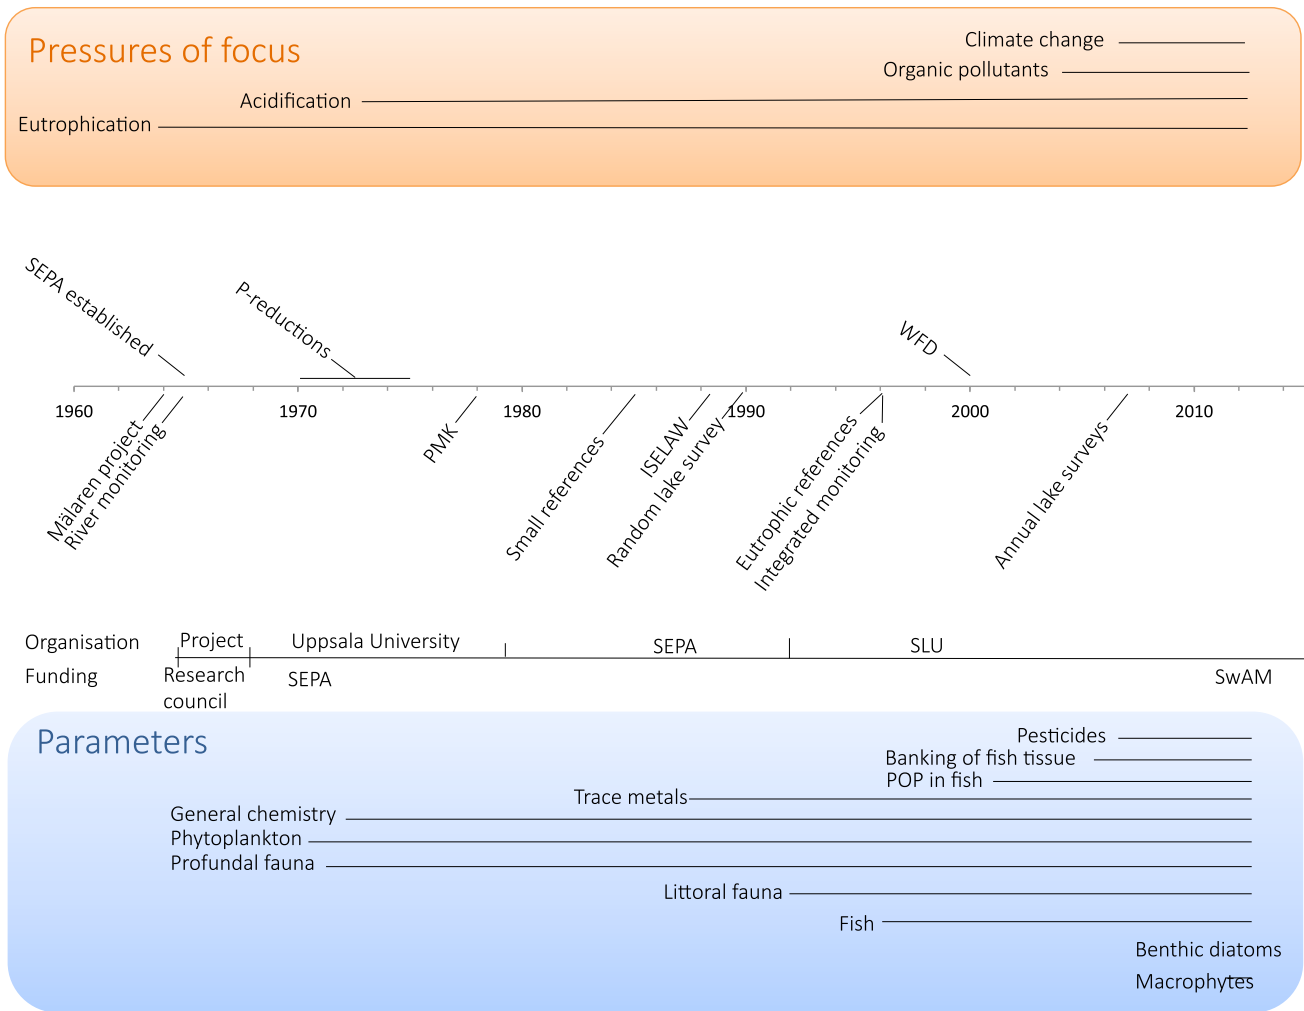 Pressures of focus
Climate change
Organic pollutants
Acidification
Eutrophication
SEPA established
P-reductions
WFD
1960
1970
1980
1990
2000
2010
Mälaren project
River monitoring
PMK
Small references
ISELAW
Random lake survey
Eutrophic references
Integrated monitoring
Annual lake surveys
Organisation
Project
Uppsala University
SEPA
SLU
Funding
Research
council
SEPA
SwAM
Parameters
Pesticides
Banking of fish tissue
POP in fish
Trace metals
General chemistry
Phytoplankton
Profundal fauna
Littoral fauna
Fish
Benthic diatoms
Macrophytes